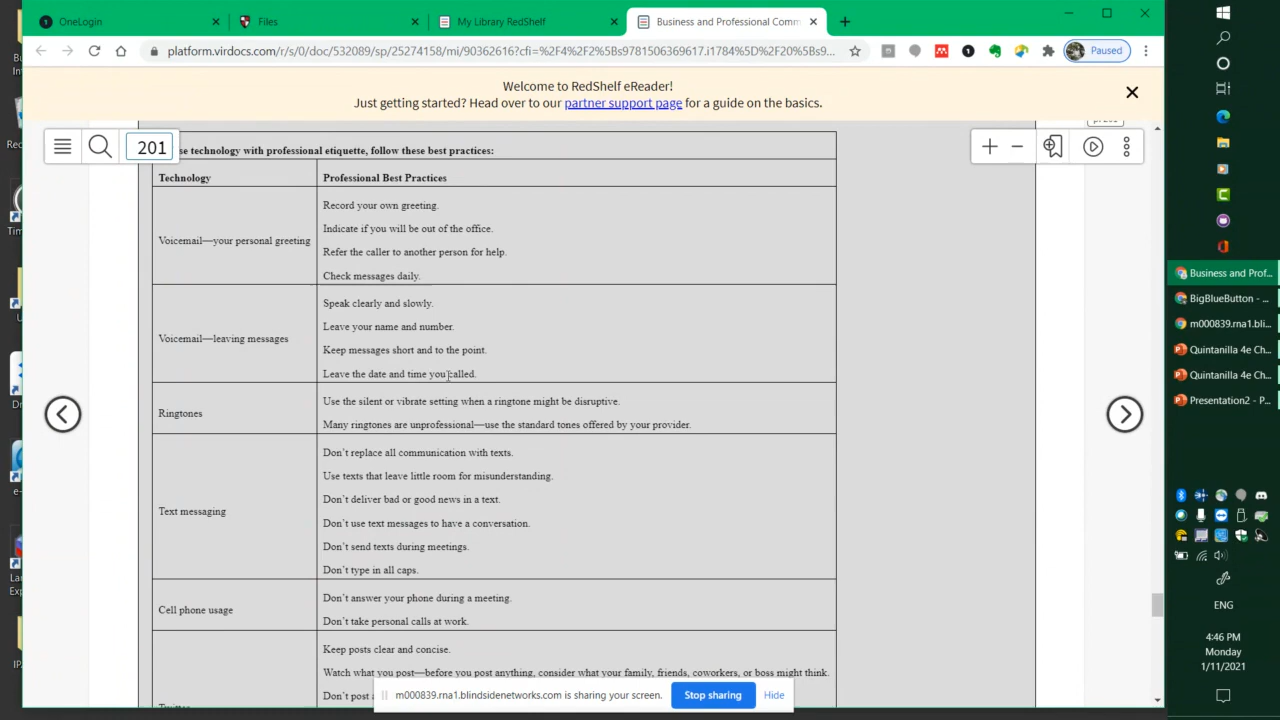 OneLogin
Files
My Library RedShelf
Business and Professional Comm
platform.virdocs.com/r/s/0/doc/532089/sp/25274158/mi/90362616?cfi=%2F4%2F2%5Bs9781506369617.i1784%5D%2F20%5Bs9...
Paused
Welcome to RedShelf eReader!
Just getting started? Head over to our partner support page for a guide on the basics.
201
se technology with professional etiquette, follow these best practices:
Technology
Professional Best Practices
Voicemail—your personal greeting
Record your own greeting.
Indicate if you will be out of the office.
Refer the caller to another person for help.
Check messages daily.
Voicemail—leaving messages
Speak clearly and slowly.
Leave your name and number.
Keep messages short and to the point.
Leave the date and time you called.
Ringtones
Use the silent or vibrate setting when a ringtone might be disruptive.
Many ringtones are unprofessional—use the standard tones offered by your provider.
Text messaging
Don't replace all communication with texts.
Use texts that leave little room for misunderstanding.
Don't deliver bad or good news in a text.
Don't use text messages to have a conversation.
Don't send texts during meetings.
Don't type in all caps.
Cell phone usage
Don't answer your phone during a meeting.
Don't take personal calls at work.
Keep posts clear and concise.
Watch what you post—before you post anything, consider what your family, friends, coworkers, or boss might think.
Don't post
m000839.rna1.blindsidenetworks.com is sharing your screen.
Stop sharing
Hide
Business and Prof...
BigBlueButton - ...
m000839.rna1.bli...
Quintanilla 4e Ch...
Quintanilla 4e Ch...
Presentation2 - P...
ENG
4:46 PM
Monday
1/11/2021